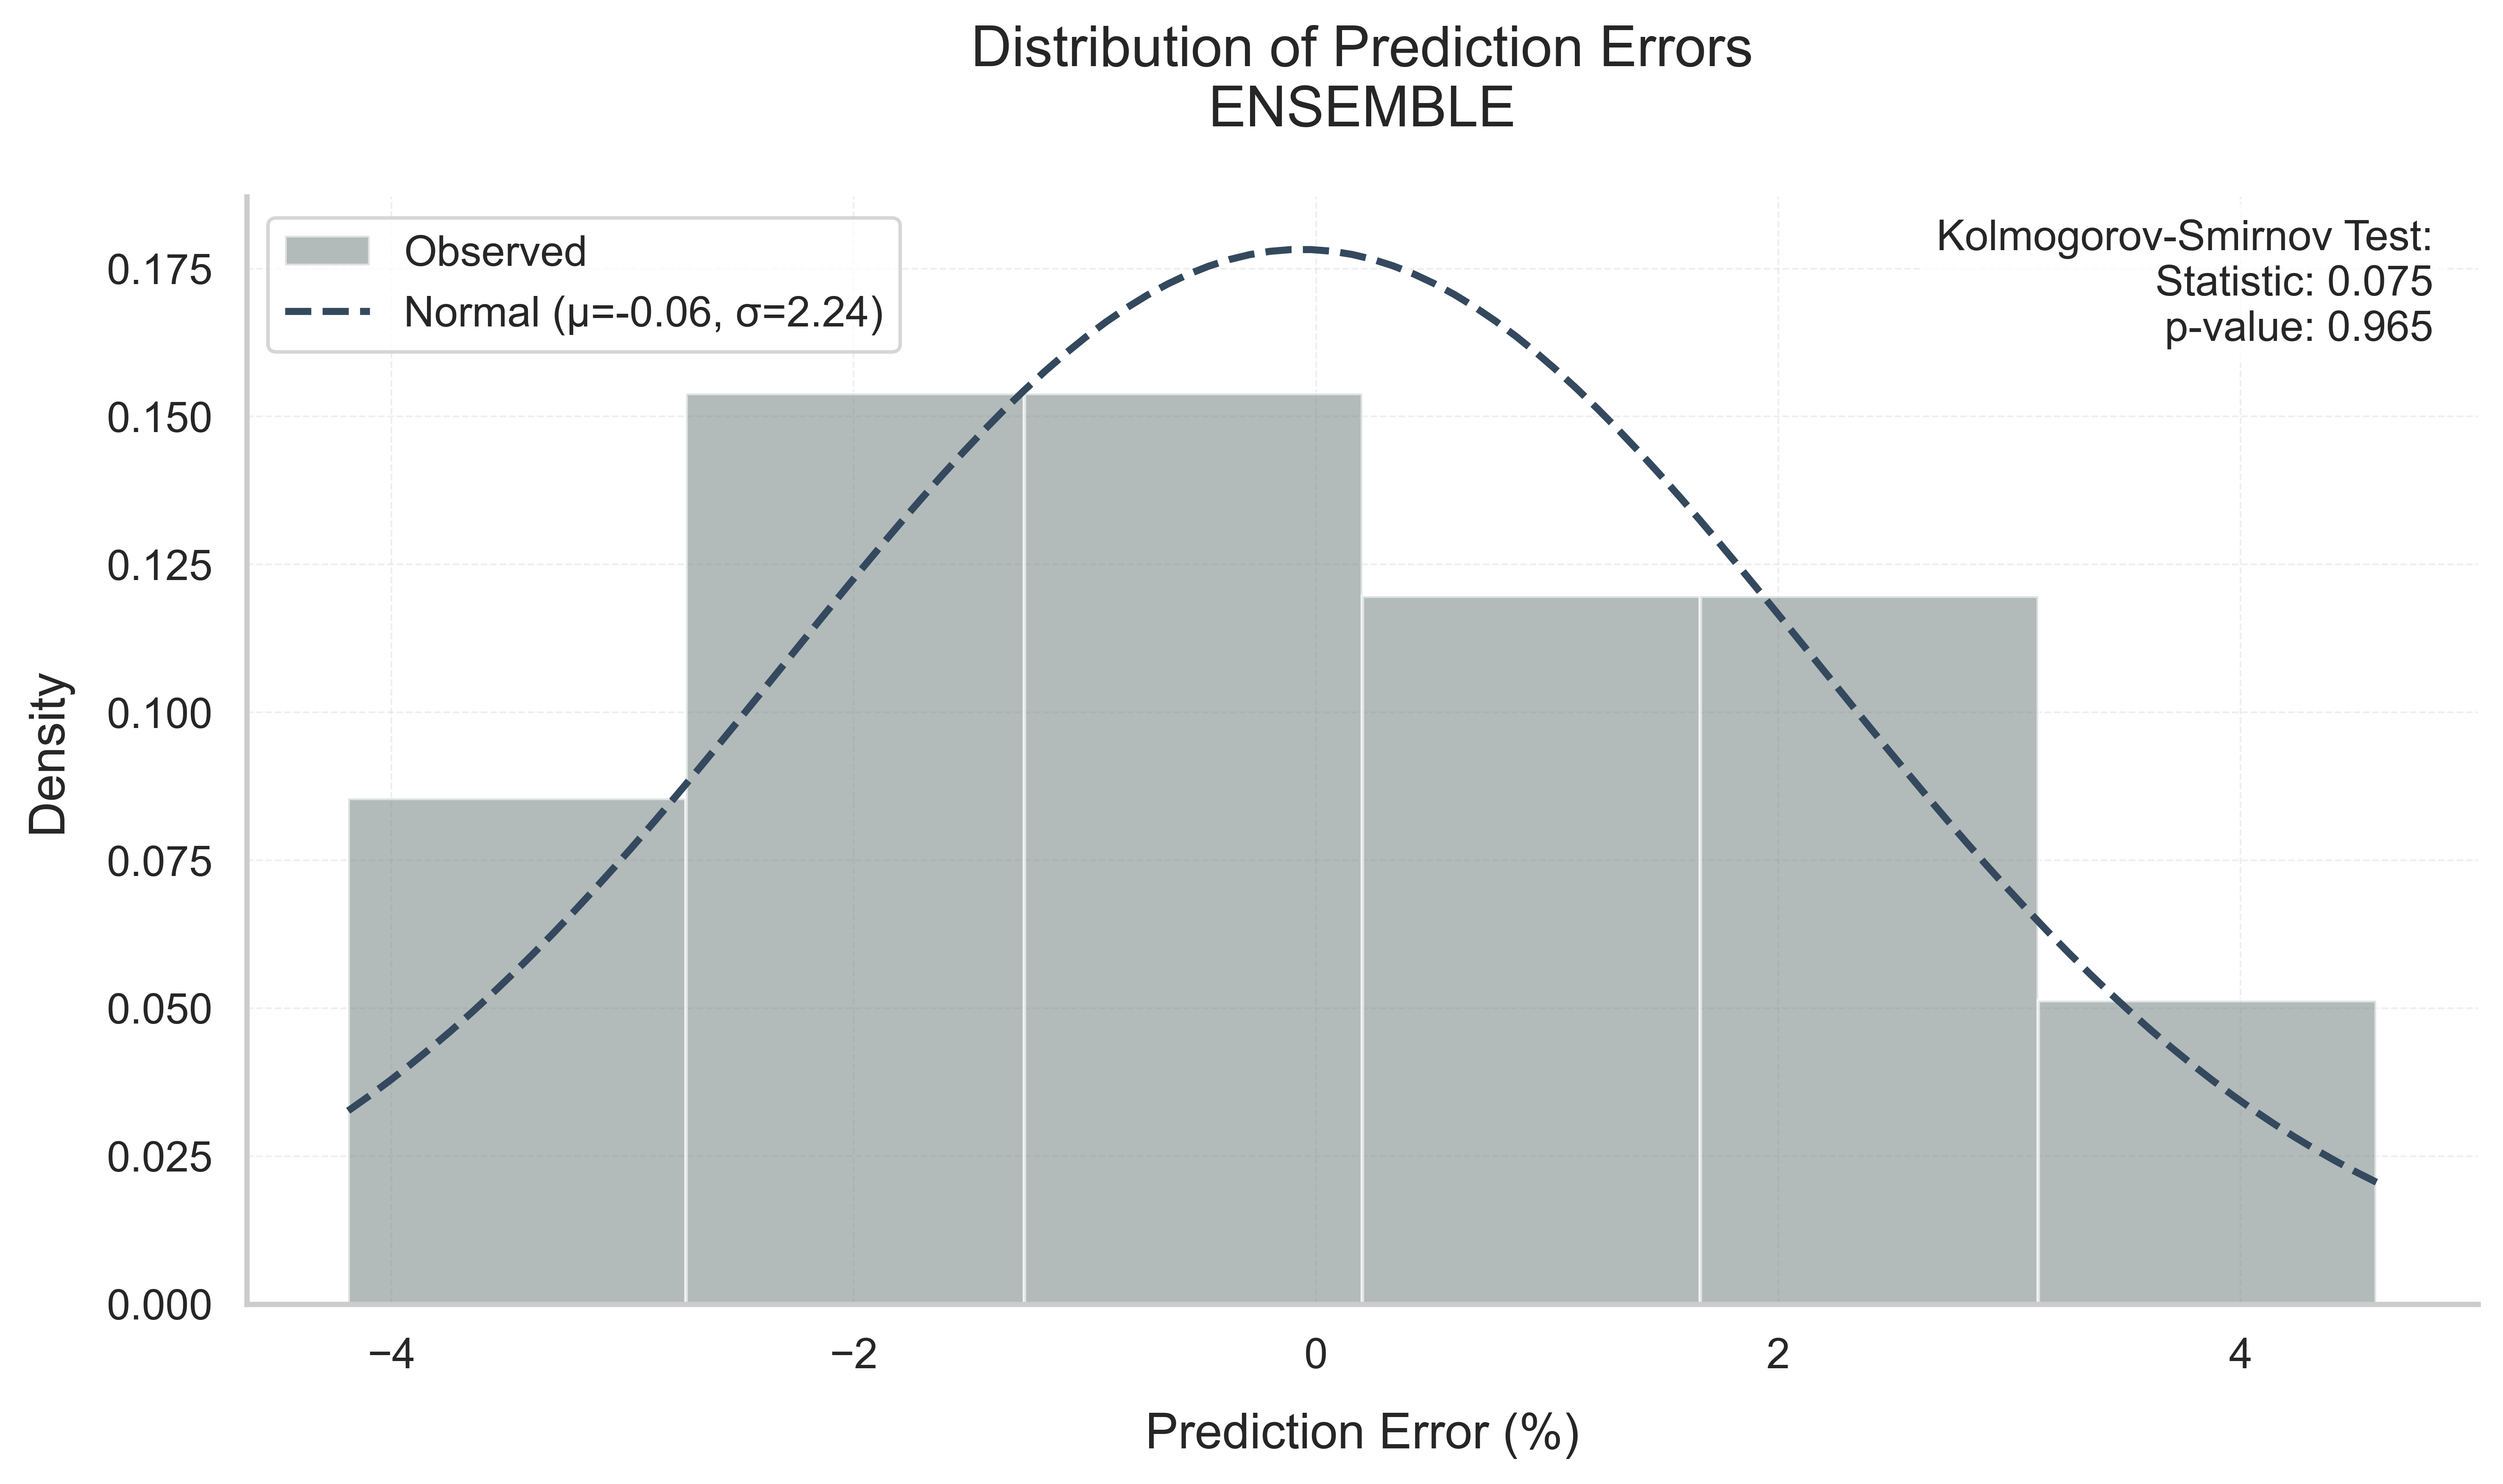 Distribution of Prediction Errors
ENSEMBLE
Observed
Normal (μ=-0.06, σ=2.24)
Kolmogorov-Smirnov Test:
Statistic: 0.075
p-value: 0.965
Density
0.175
0.150
0.125
0.100
0.075
0.050
0.025
0.000
−4
−2
0
2
4
Prediction Error (%)